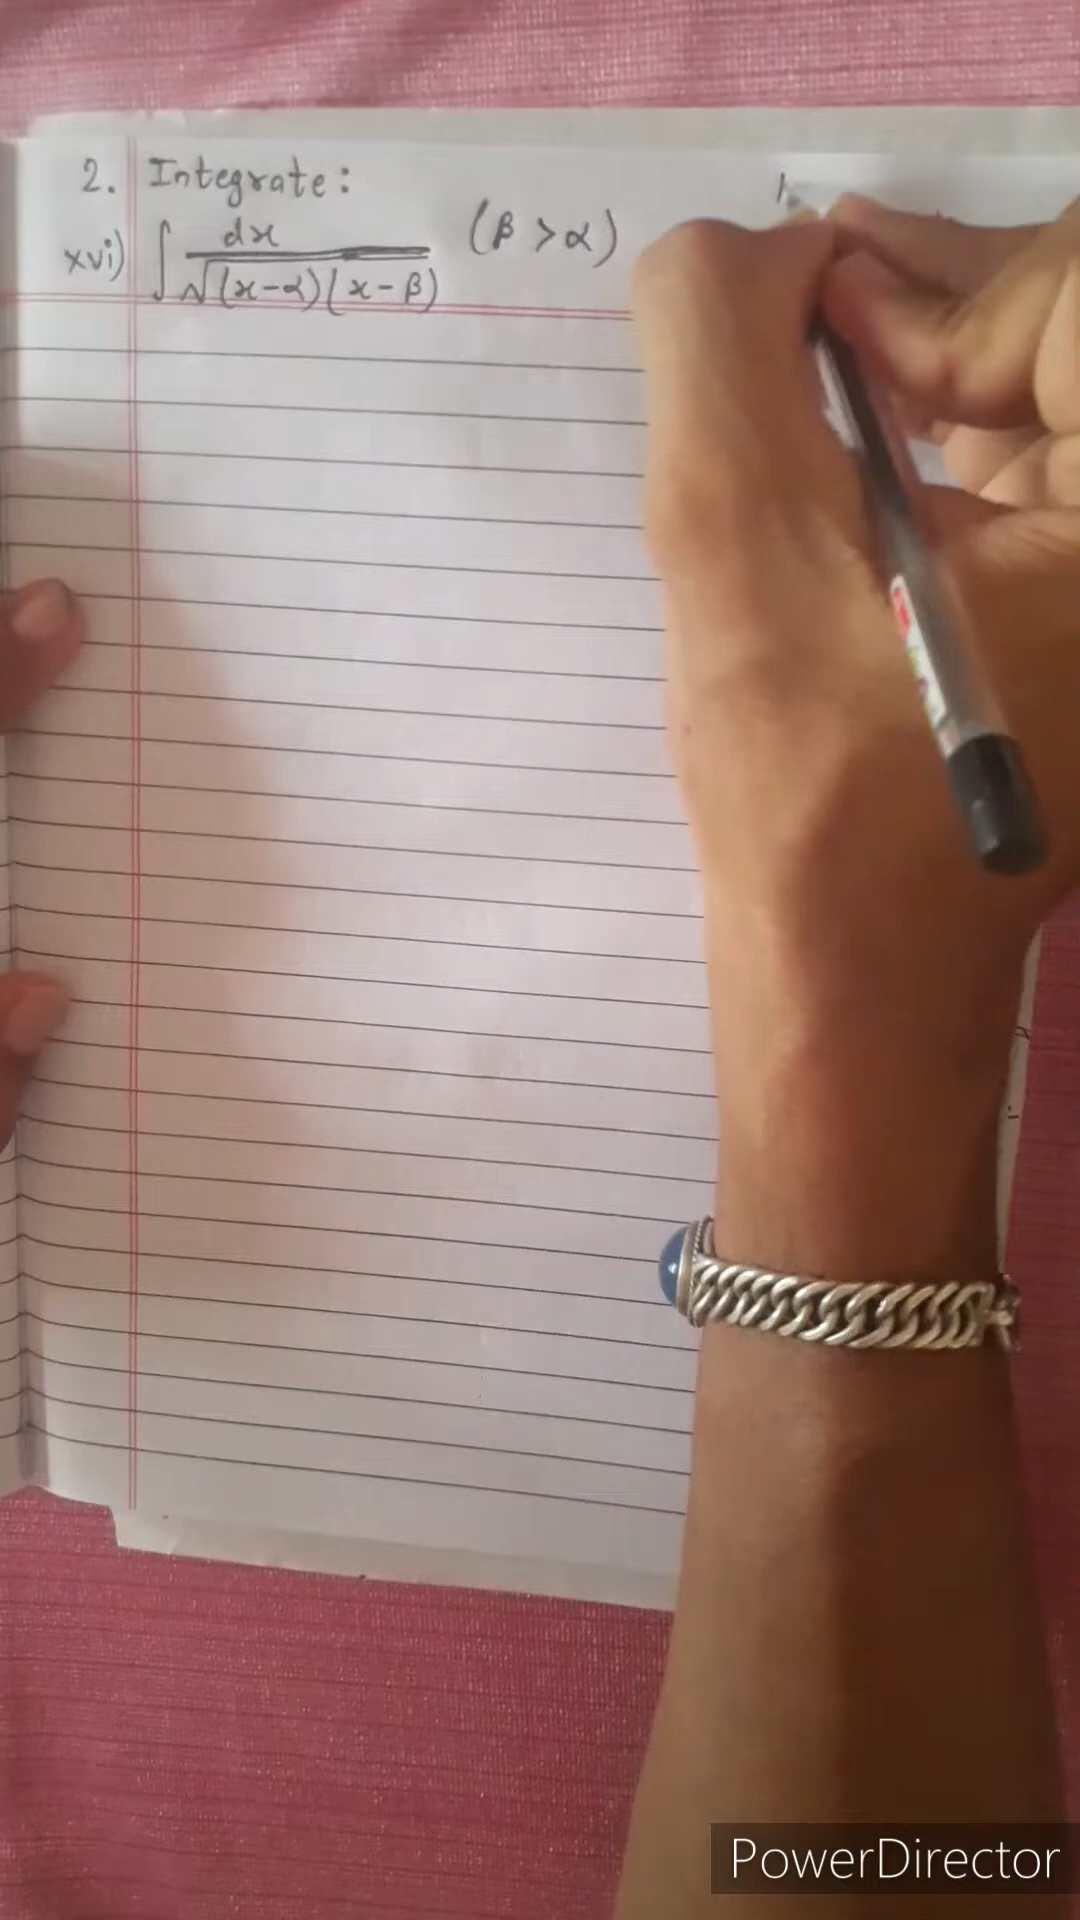 2. Integrate:
xvi) ∫ dx / √(x-α)(x-β) (β > α)
PowerDirector